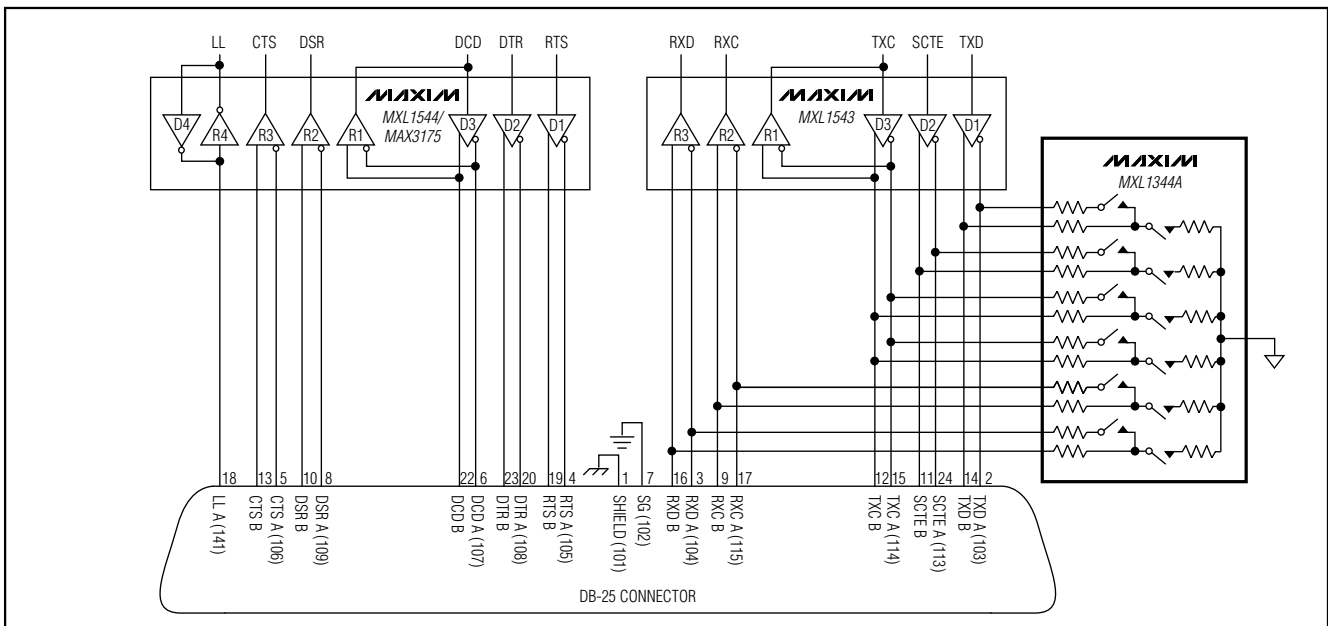 LL CTS DSR DCD DTR RTS RXD RXC TXC SCTE TXD
MAXIM
MXL1544/
MAX3175
D4 R4 R3 R2 R1 D3 D2 D1
MAXIM
MXL1543
R3 R2 R1 D3 D2 D1
MAXIM
MXL1344A
18 13 5 10 8 22 6 23 20 19 4 1 7 16 3 9 17 12 15 11 24 14 2
LL A (141)
CTS B
CTS A (106)
DSR B
DSR A (109)
DCD B
DCD A (107)
DTR B
DTR A (108)
RTS B
RTS A (105)
SHIELD (101)
SG (102)
RXD B
RXD A (104)
RXC B
RXC A (115)
TXC B
TXC A (114)
SCTE B
SCTE A (113)
TXD B
TXD A (103)
DB-25 CONNECTOR